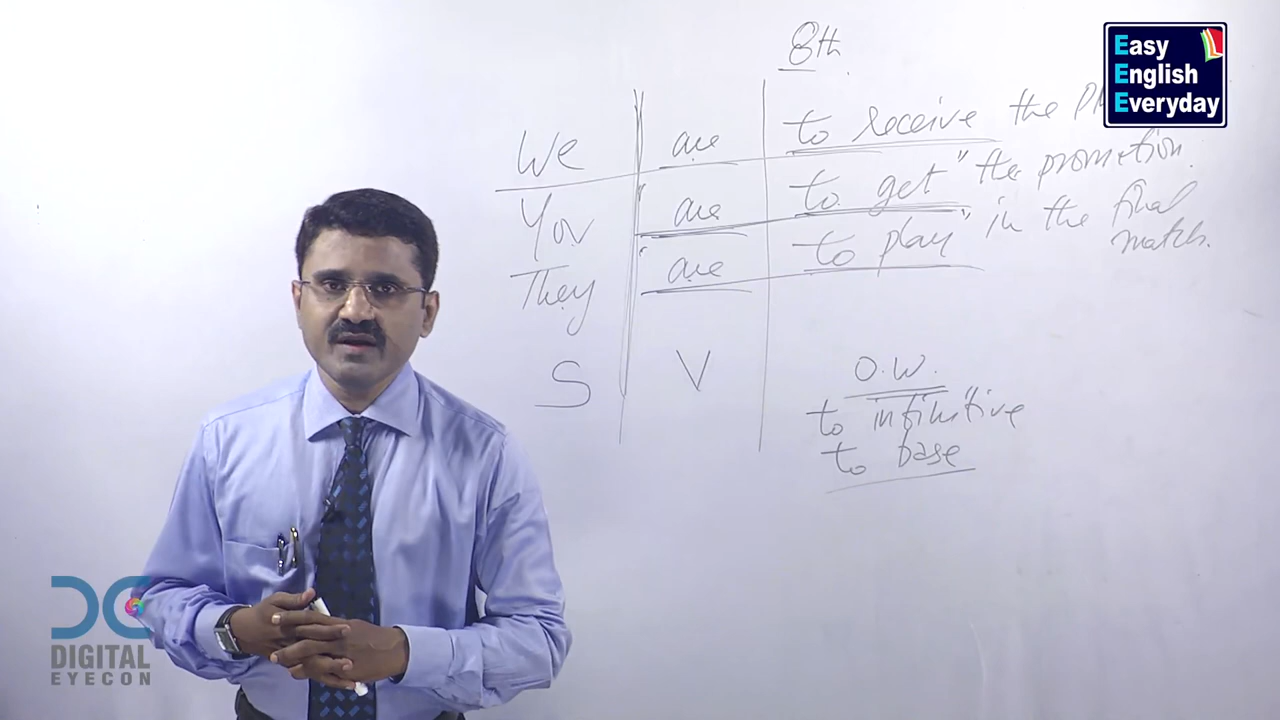 8th.
We are to receive the
You are to get " the promotion.
They are to play " in the final match.
S V O.W.
to infinitive
to base
Easy
English
Everyday
DIGITAL
EYECON